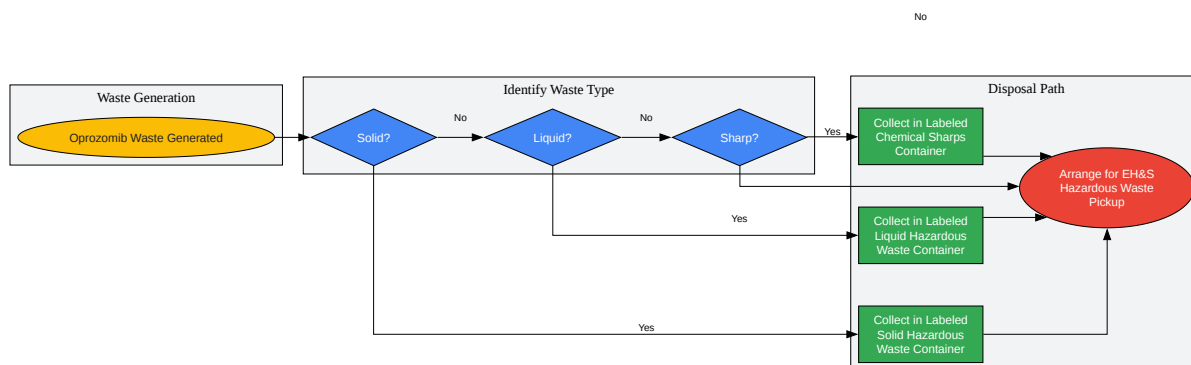 No
Waste Generation
Oprozomib Waste Generated
Identify Waste Type
Solid?
No
Liquid?
No
Sharp?
Yes
Disposal Path
Collect in Labeled
Chemical Sharps
Container
Arrange for EH&S
Hazardous Waste
Pickup
Yes
Collect in Labeled
Liquid Hazardous
Waste Container
Yes
Collect in Labeled
Solid Hazardous
Waste Container